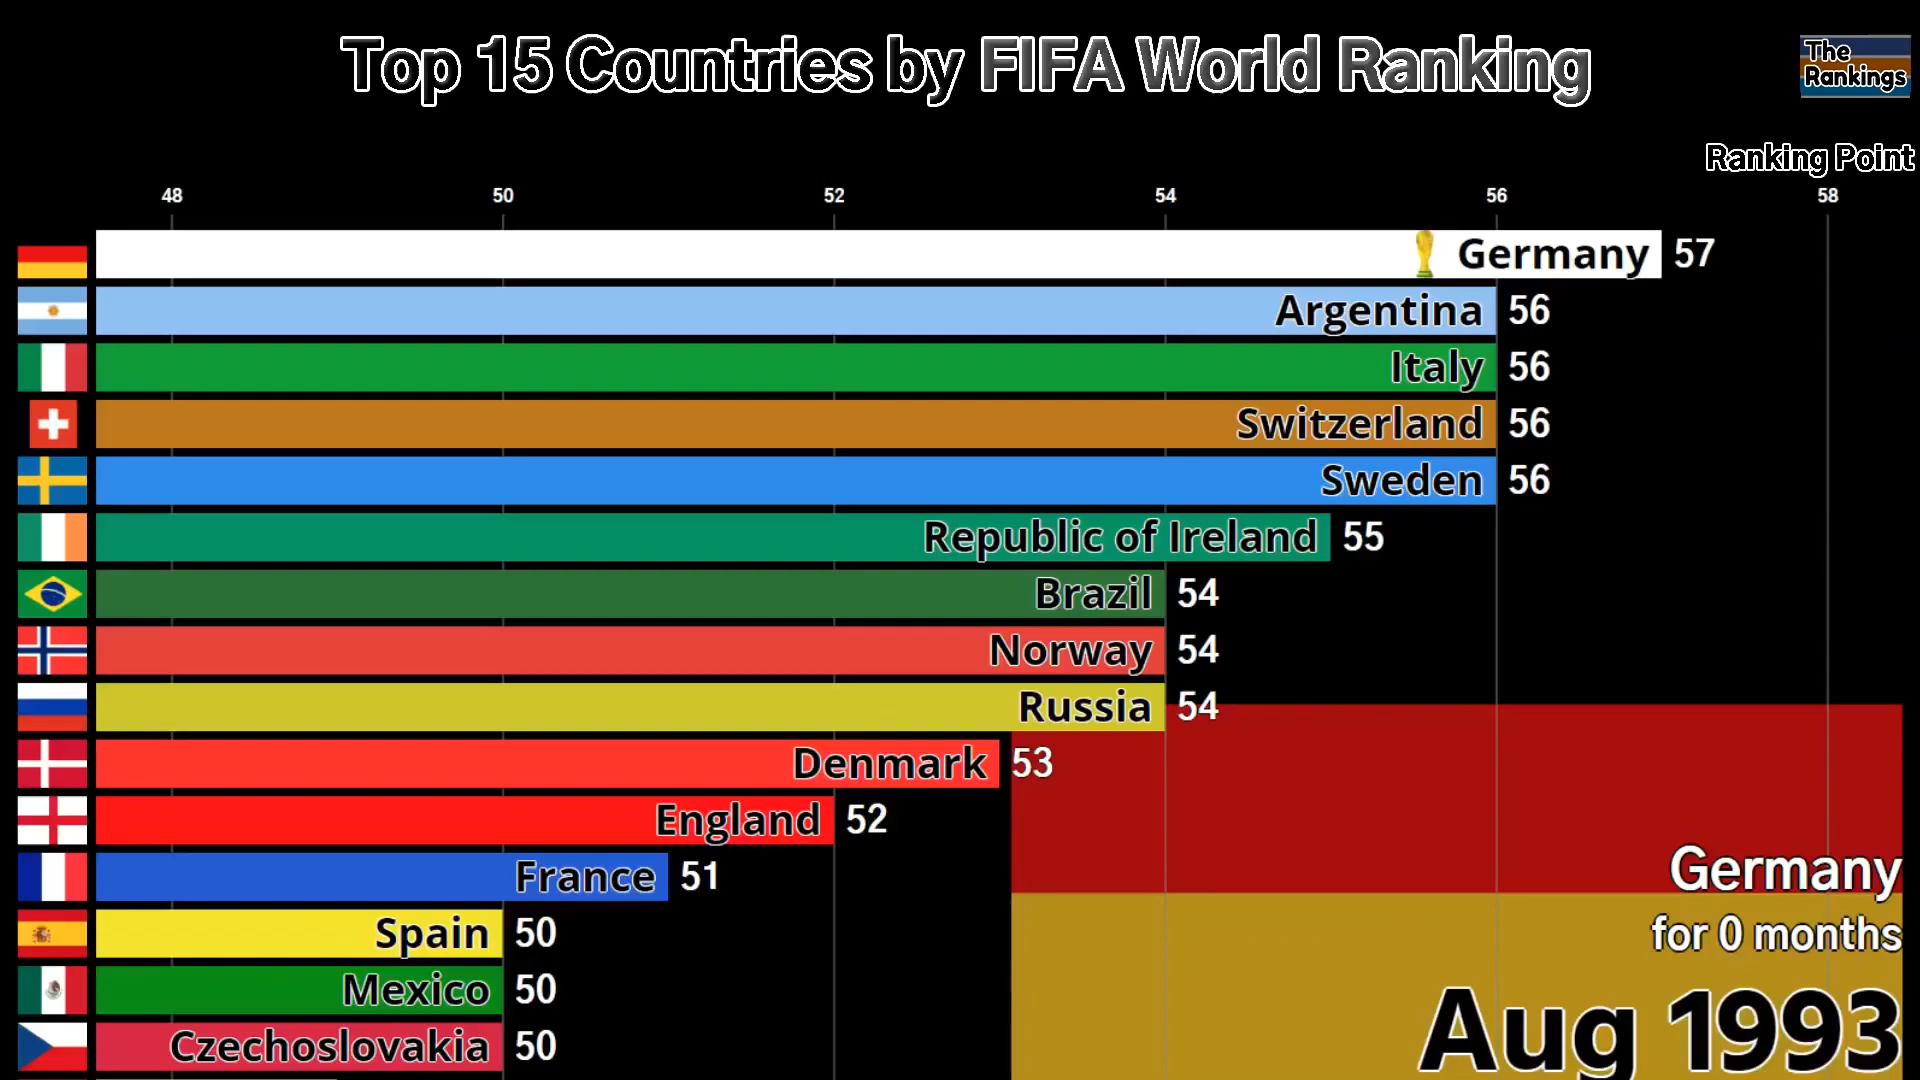 Top 15 Countries by FIFA World Ranking
The
Rankings
Ranking Point
48 50 52 54 56 58
Germany 57
Argentina 56
Italy 56
Switzerland 56
Sweden 56
Republic of Ireland 55
Brazil 54
Norway 54
Russia 54
Denmark 53
England 52
France 51
Spain 50
Mexico 50
Czechoslovakia 50
Germany
for 0 months
Aug 1993